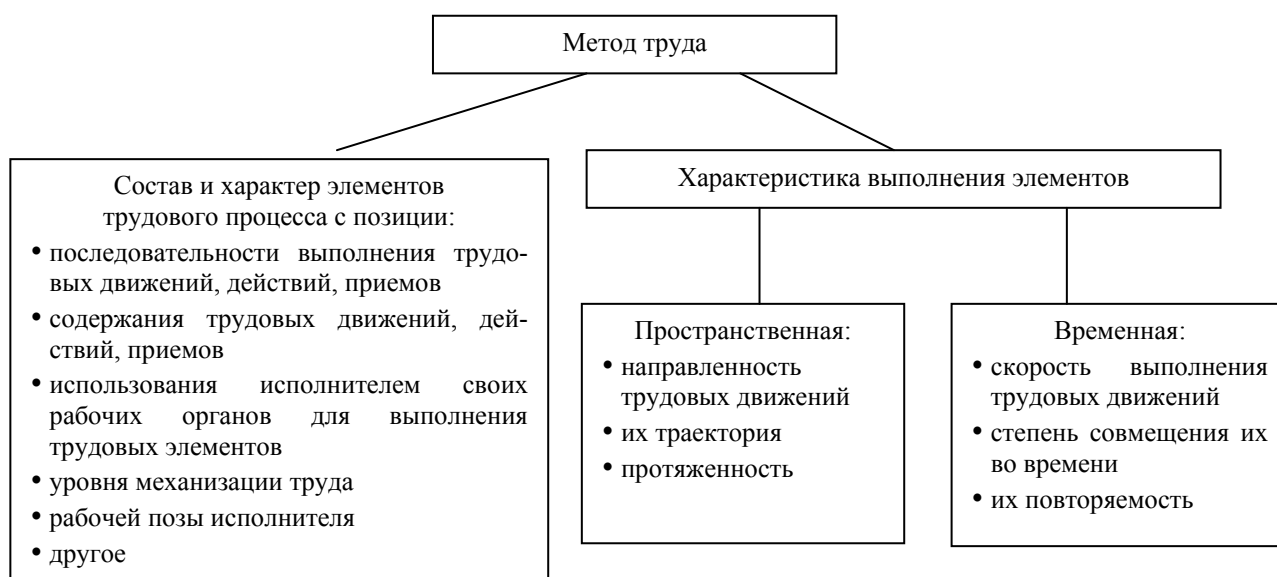 Метод труда
Состав и характер элементов
трудового процесса с позиции:
• последовательности выполнения трудо-
вых движений, действий, приемов
• содержания трудовых движений, дей-
ствий, приемов
• использования исполнителем своих
рабочих органов для выполнения
трудовых элементов
• уровня механизации труда
• рабочей позы исполнителя
• другое
Характеристика выполнения элементов
Пространственная:
• направленность
трудовых движений
• их траектория
• протяженность
Временная:
• скорость выполнения
трудовых движений
• степень совмещения их
во времени
• их повторяемость